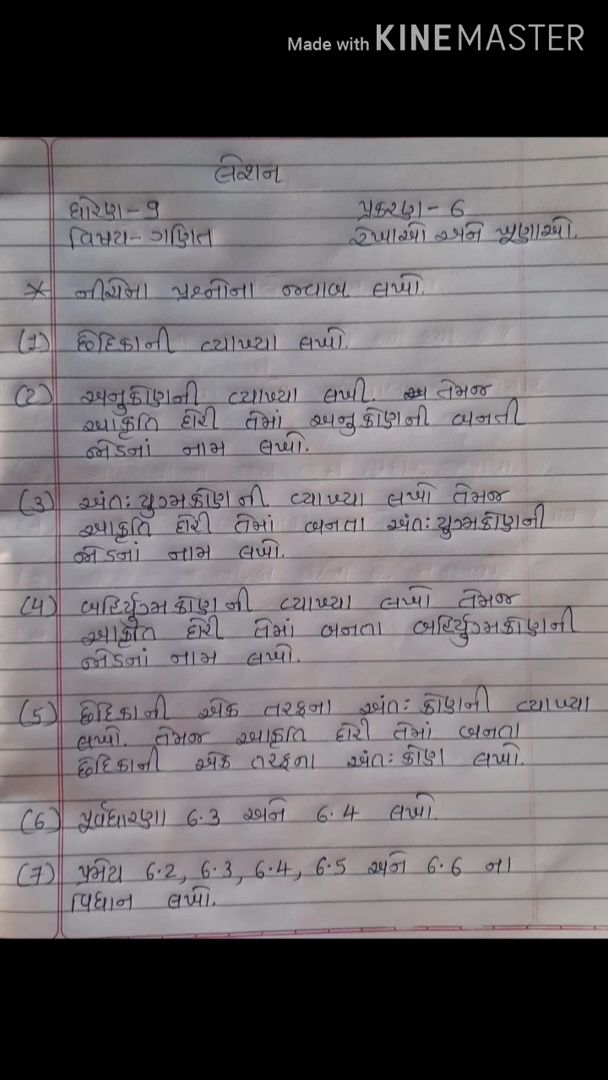 Made with KINEMASTER
લેશન
ધોરણ - 9 પ્રકરણ - 6
વિષય - ગણિત રેખાઓ અને ખૂણાઓ.
* નીચેના પ્રશ્નોના જવાબ લખો.
(1) છેદિકાની વ્યાખ્યા લખો.
(2) અનુકોણની વ્યાખ્યા લખો. તેમજ
આકૃતિ દોરી તેમાં અનુકોણની બનતી
જોડનાં નામ લખો.
(3) અંતઃયુગ્મકોણ ની વ્યાખ્યા લખો તેમજ
આકૃતિ દોરી તેમાં બનતા અંતઃયુગ્મકોણની
જોડનાં નામ લખો.
(4) બહિર્યુગ્મકોણ ની વ્યાખ્યા લખો તેમજ
આકૃતિ દોરી તેમાં બનતા બહિર્યુગ્મકોણની
જોડનાં નામ લખો.
(5) છેદિકાની એક તરફના અંતઃકોણની વ્યાખ્યા
લખો. તેમજ આકૃતિ દોરી તેમાં બનતા
છેદિકાની એક તરફના અંતઃકોણ લખો.
(6) પૂર્વધારણા 6.3 અને 6.4 લખો.
(7) પ્રમેય 6.2, 6.3, 6.4, 6.5 અને 6.6 ના
વિધાન લખો.